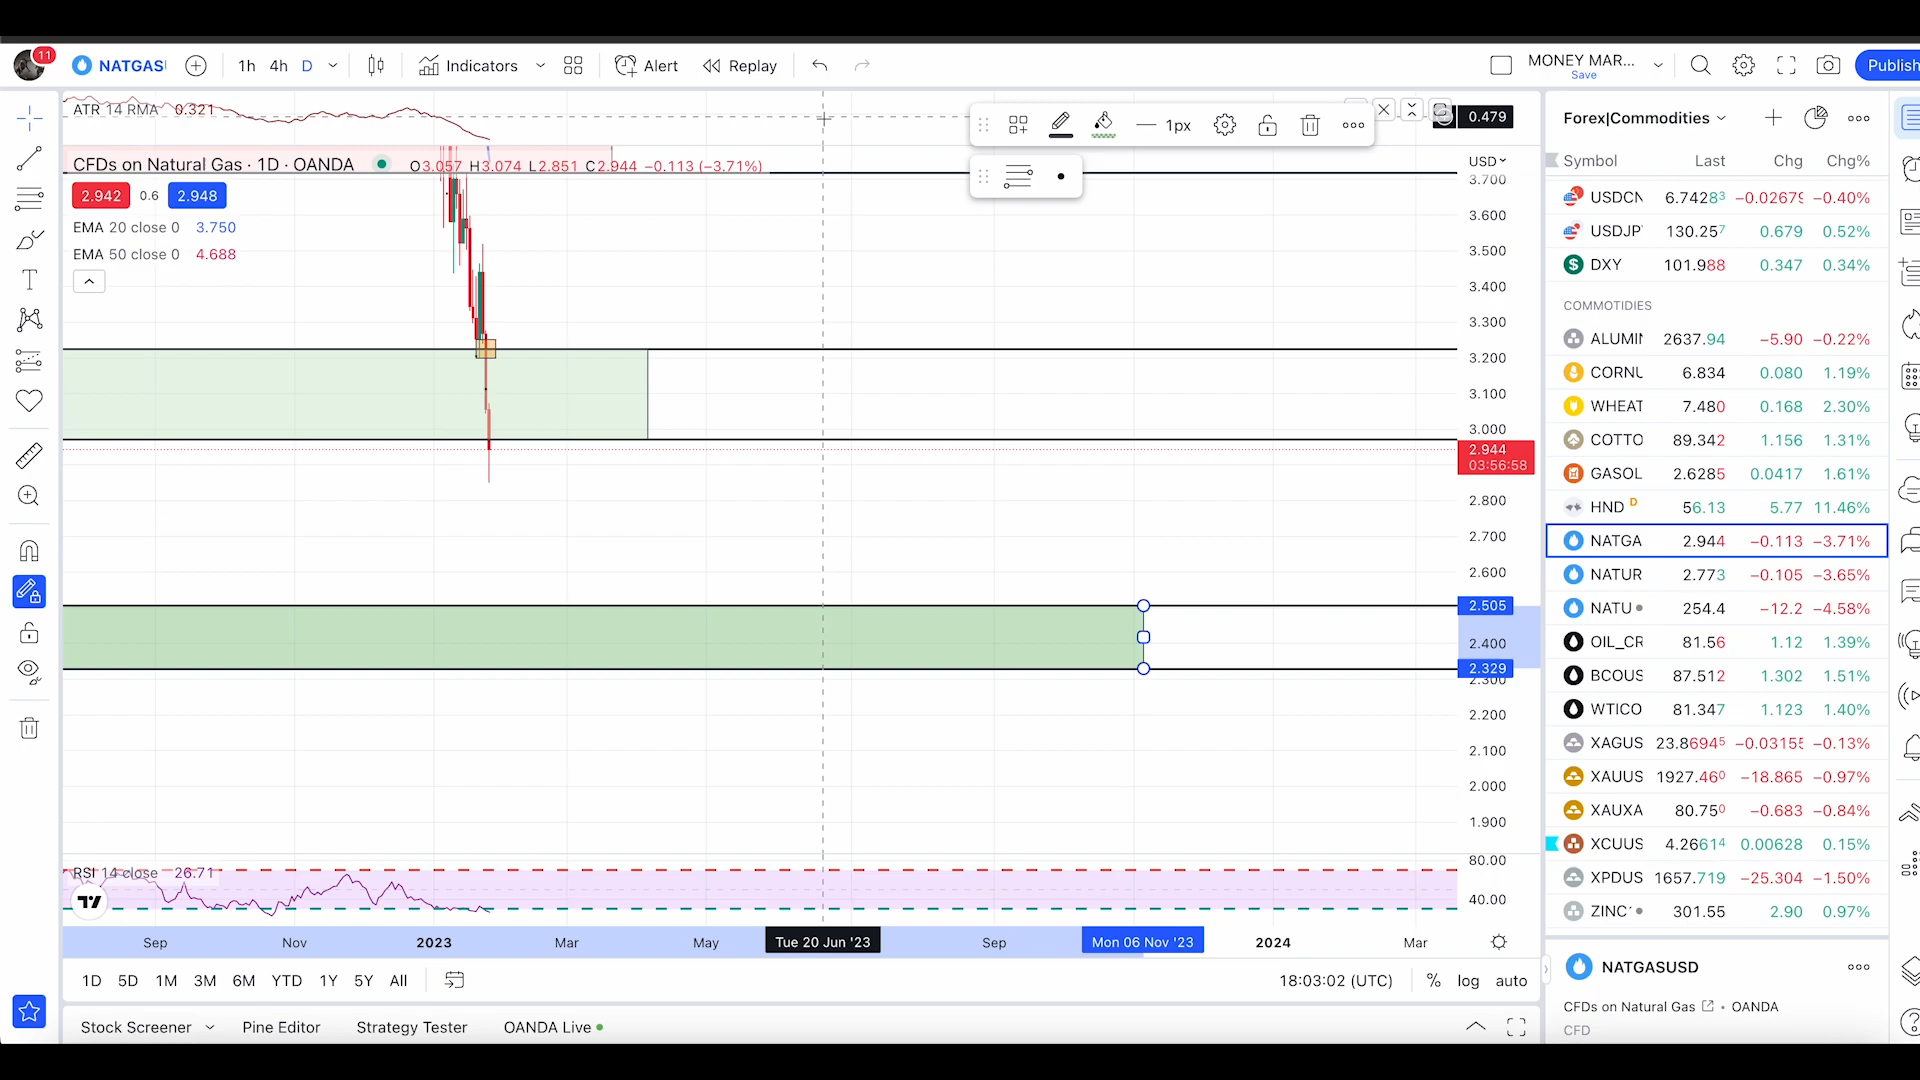 11
NATGAS
1h 4h D
Indicators
Alert
Replay
MONEY MAR...
Save
Publish
ATR 14 RMA 0.321
0.479
1px
CFDs on Natural Gas · 1D · OANDA
O3.057 H3.074 L2.851 C2.944 −0.113 (−3.71%)
2.942 0.6 2.948
EMA 20 close 0 3.750
EMA 50 close 0 4.688
USD
3.700
3.600
3.500
3.400
3.300
3.200
3.100
3.000
2.944
03:56:58
2.800
2.700
2.600
2.505
2.400
2.329
2.300
2.200
2.100
2.000
1.900
RSI 14 close 26.71
80.00
40.00
Sep Nov 2023 Mar May Tue 20 Jun '23 Sep Mon 06 Nov '23 2024 Mar
1D 5D 1M 3M 6M YTD 1Y 5Y All
18:03:02 (UTC) % log auto
Stock Screener Pine Editor Strategy Tester OANDA Live
Forex|Commodities
Symbol Last Chg Chg%
USDCN 6.74283 −0.02679 −0.40%
USDJP 130.257 0.679 0.52%
DXY 101.988 0.347 0.34%
COMMOTIDIES
ALUMIN 2637.94 −5.90 −0.22%
CORNU 6.834 0.080 1.19%
WHEAT 7.480 0.168 2.30%
COTTO 89.342 1.156 1.31%
GASOL 2.6285 0.0417 1.61%
HND D 56.13 5.77 11.46%
NATGA 2.944 −0.113 −3.71%
NATUR 2.773 −0.105 −3.65%
NATU 254.4 −12.2 −4.58%
OIL_CR 81.56 1.12 1.39%
BCOUS 87.512 1.302 1.51%
WTICO 81.347 1.123 1.40%
XAGUS 23.86945 −0.03155 −0.13%
XAUUS 1927.460 −18.865 −0.97%
XAUXA 80.750 −0.683 −0.84%
XCUUS 4.26614 0.00628 0.15%
XPDUS 1657.719 −25.304 −1.50%
ZINC 301.55 2.90 0.97%
NATGASUSD
CFDs on Natural Gas • OANDA
CFD